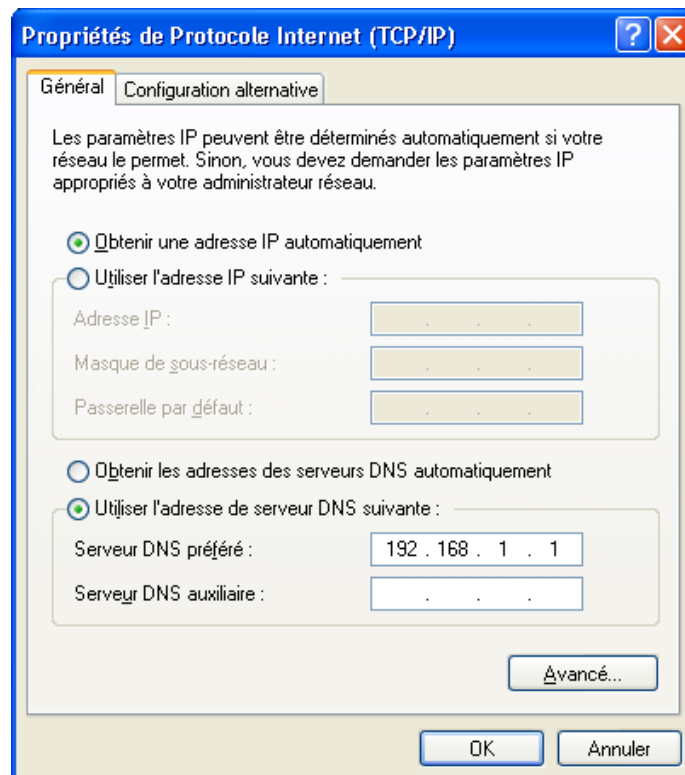 Propriétés de Protocole Internet (TCP/IP)
Général
Configuration alternative
Les paramètres IP peuvent être déterminés automatiquement si votre
réseau le permet. Sinon, vous devez demander les paramètres IP
appropriés à votre administrateur réseau.
Obtenir une adresse IP automatiquement
Utiliser l'adresse IP suivante :
Adresse IP :
Masque de sous-réseau :
Passerelle par défaut :
Obtenir les adresses des serveurs DNS automatiquement
Utiliser l'adresse de serveur DNS suivante :
Serveur DNS préféré : 192 . 168 . 1 . 1
Serveur DNS auxiliaire :
Avancé...
OK Annuler